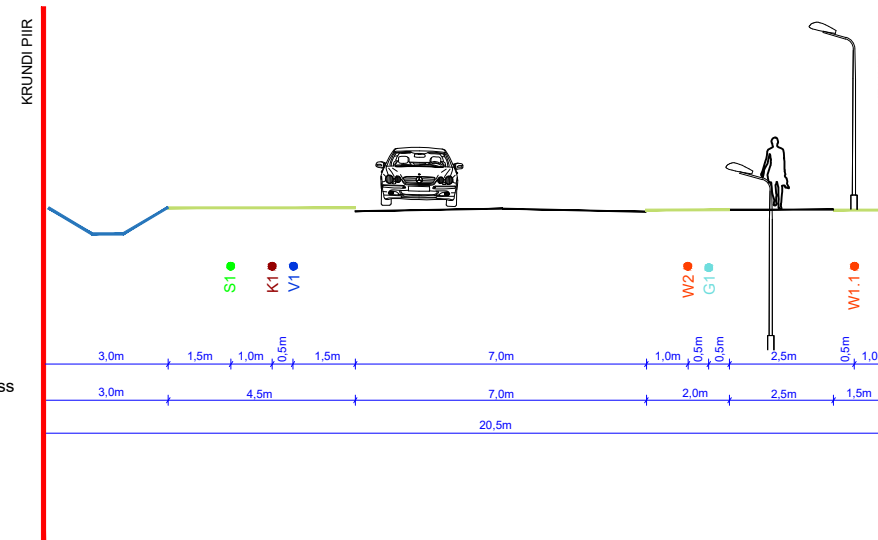 KRUNDI PIIR
S1
K1
V1
W2
G1
W1.1
3,0m
1,5m
1,0m
0,5m
1,5m
7,0m
1,0m
0,5m
0,5m
2,5m
0,5m
1,0
ss
3,0m
4,5m
7,0m
2,0m
2,5m
1,5m
20,5m